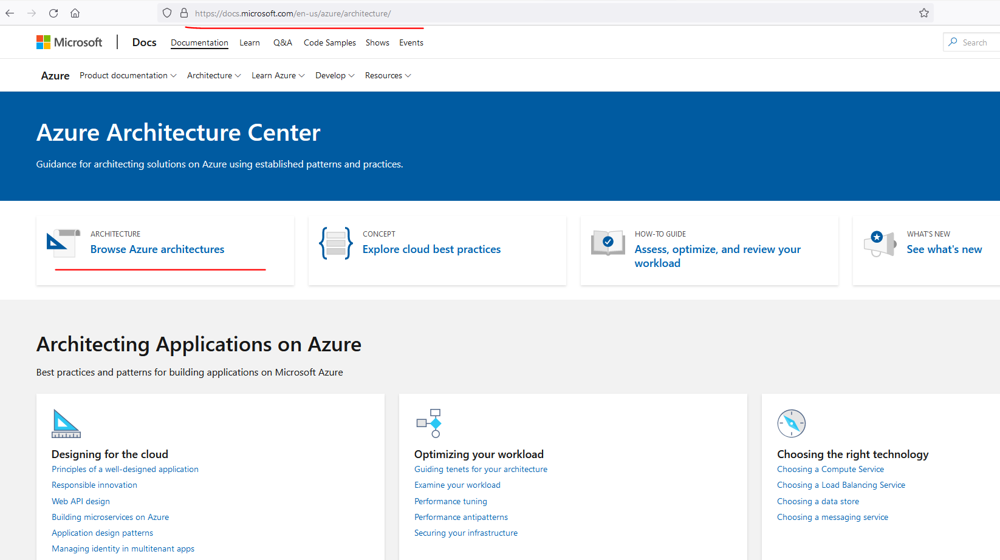 https://docs.microsoft.com/en-us/azure/architecture/
Microsoft Docs Documentation Learn Q&A Code Samples Shows Events Search
Azure Product documentation Architecture Learn Azure Develop Resources
Azure Architecture Center
Guidance for architecting solutions on Azure using established patterns and practices.
ARCHITECTURE
Browse Azure architectures
CONCEPT
Explore cloud best practices
HOW-TO GUIDE
Assess, optimize, and review your
workload
WHAT'S NEW
See what's new
Architecting Applications on Azure
Best practices and patterns for building applications on Microsoft Azure
Designing for the cloud
Principles of a well-designed application
Responsible innovation
Web API design
Building microservices on Azure
Application design patterns
Managing identity in multitenant apps
Optimizing your workload
Guiding tenets for your architecture
Examine your workload
Performance tuning
Performance antipatterns
Securing your infrastructure
Choosing the right technology
Choosing a Compute Service
Choosing a Load Balancing Service
Choosing a data store
Choosing a messaging service